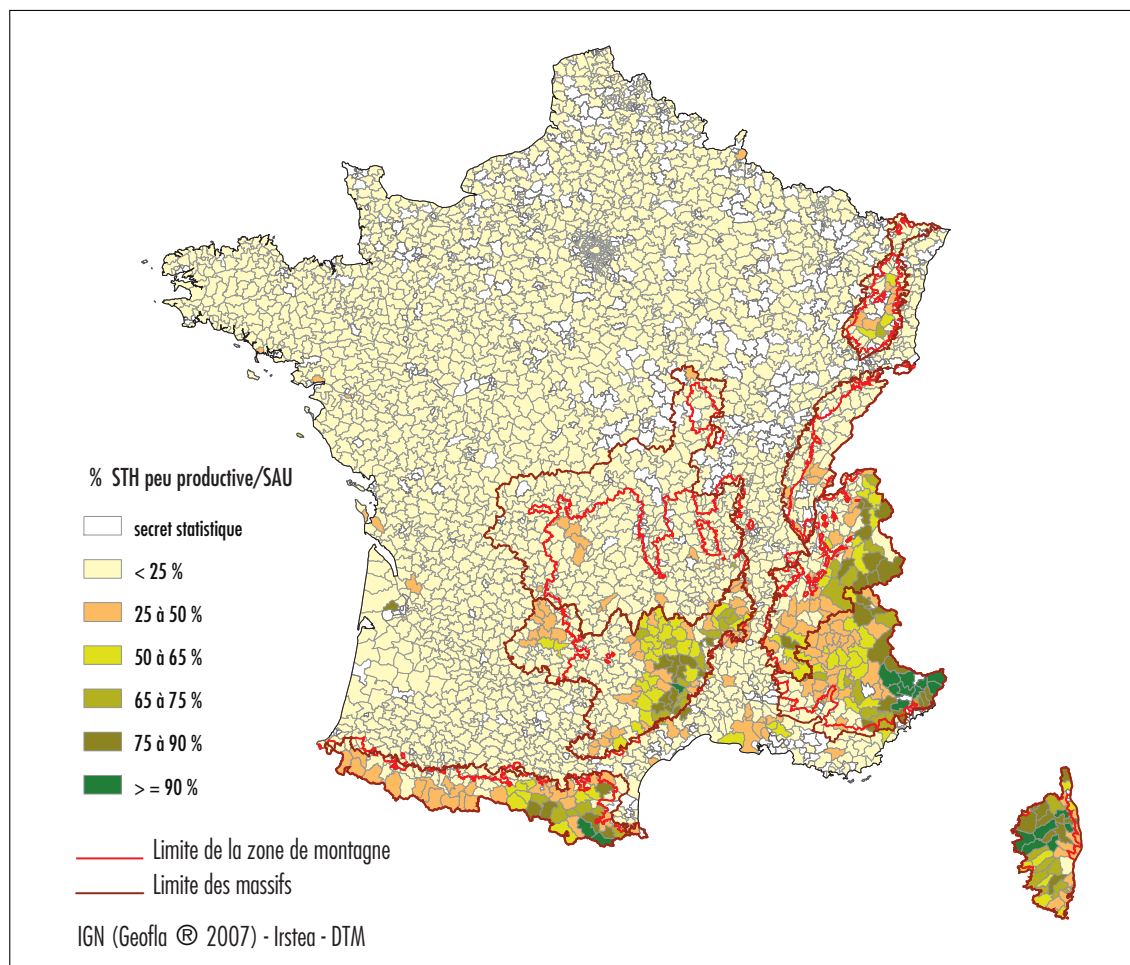 % STH peu productive/SAU
secret statistique
< 25 %
25 à 50 %
50 à 65 %
65 à 75 %
75 à 90 %
> = 90 %
Limite de la zone de montagne
Limite des massifs
IGN (Geofla ® 2007) - Irstea - DTM